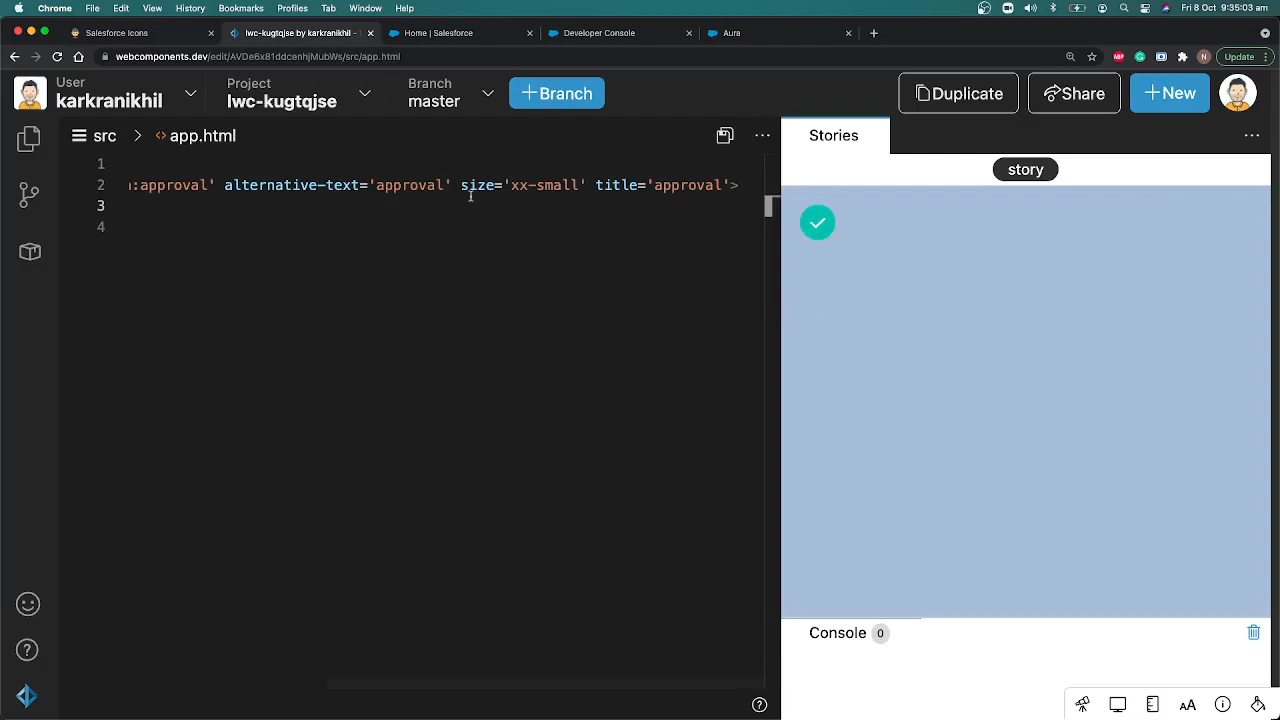 Chrome File Edit View History Bookmarks Profiles Tab Window Help Fri 8 Oct 9:35:03 am
Salesforce Icons lwc-kugtqjse by karkranikhil - Home | Salesforce Developer Console Aura
webcomponents.dev/edit/AVDe6x81ddcenhjMubWs/src/app.html ABP N Update
User
karkranikhil
Project
lwc-kugtqjse
Branch
master
+Branch
Duplicate
Share
+New
src > app.html
Stories
story
1
2 :approval' alternative-text='approval' size='xx-small' title='approval'>
3
4
Console 0
AA